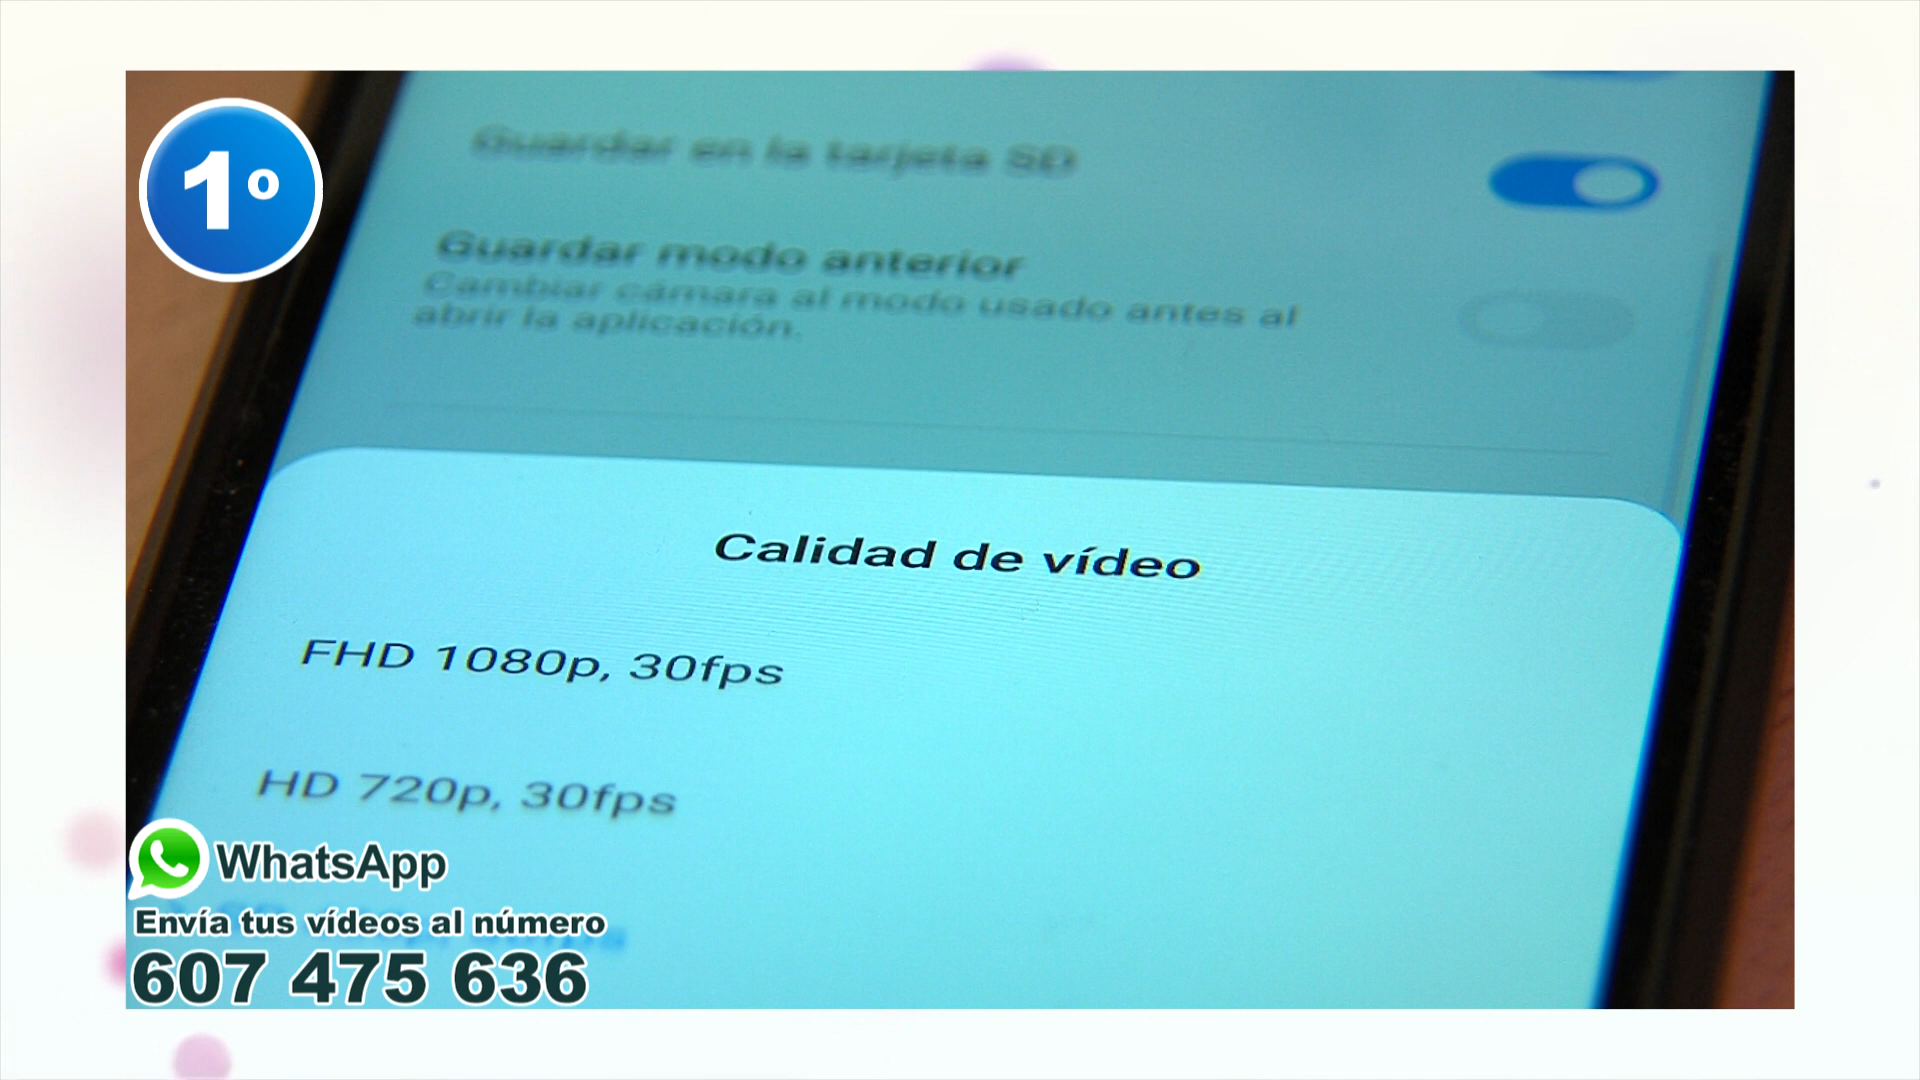 1º
Guardar en la tarjeta SD
Guardar modo anterior
Cambiar cámara al modo usado antes al
abrir la aplicación.
Calidad de vídeo
FHD 1080p, 30fps
HD 720p, 30fps
WhatsApp
Envía tus vídeos al número
607 475 636